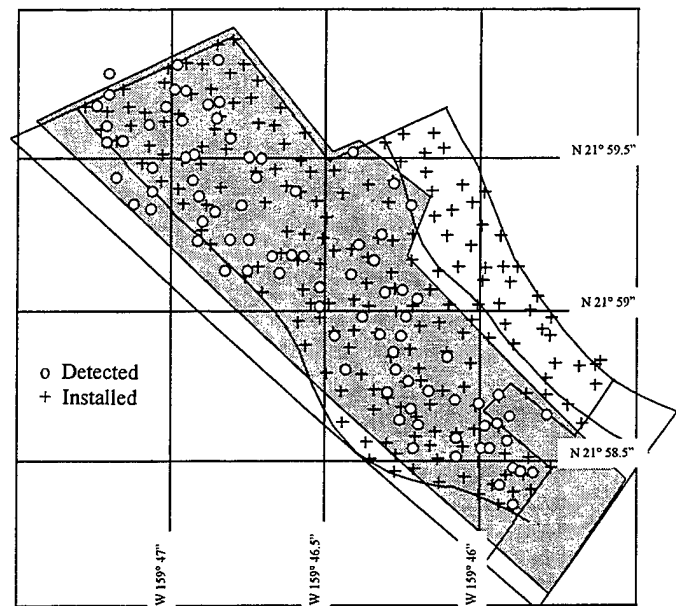 N 21° 59.5"
N 21° 59"
o Detected
+ Installed
N 21° 58.5"
W 159° 47"
W 159° 46.5"
W 159° 46"